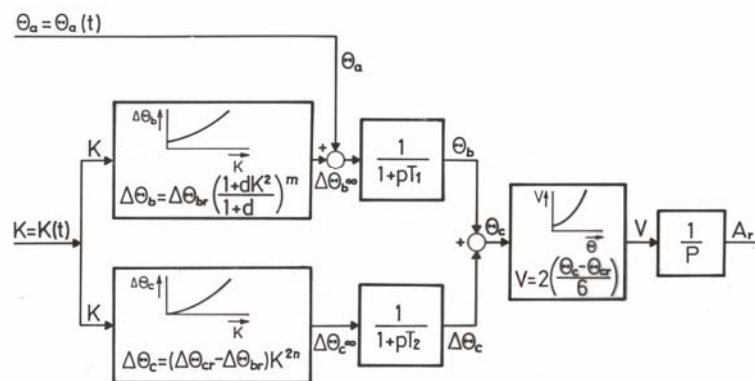 Θa=Θa(t)
Θa
ΔΘb
K
K
ΔΘb=ΔΘbr(1+dK²/1+d)^m
+
ΔΘb∞
1/1+pT₁
Θb
K=K(t)
+
Θc
V
Θ
V=2(Θc-Θcr/6)
V
1/P
Ar
ΔΘc
K
K
ΔΘc=(ΔΘcr-ΔΘbr)K²ⁿ
ΔΘc∞
1/1+pT₂
ΔΘc